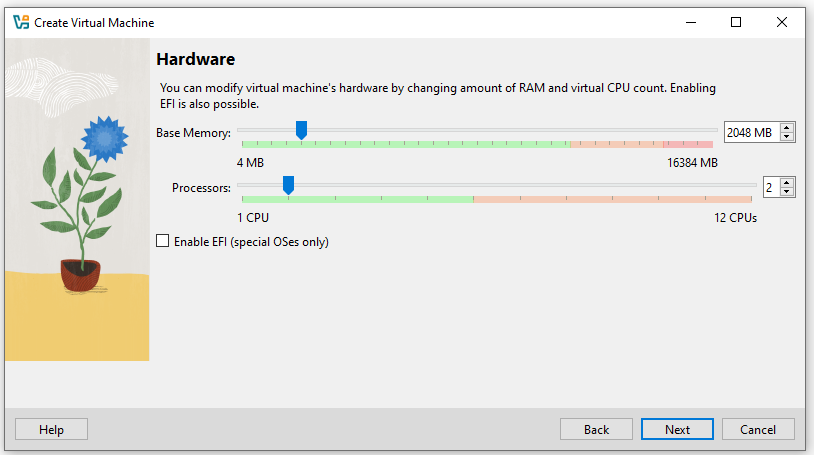 Create Virtual Machine
Hardware
You can modify virtual machine's hardware by changing amount of RAM and virtual CPU count. Enabling
EFI is also possible.
Base Memory: 2048 MB
4 MB 16384 MB
Processors: 2
1 CPU 12 CPUs
Enable EFI (special OSes only)
Help Back Next Cancel